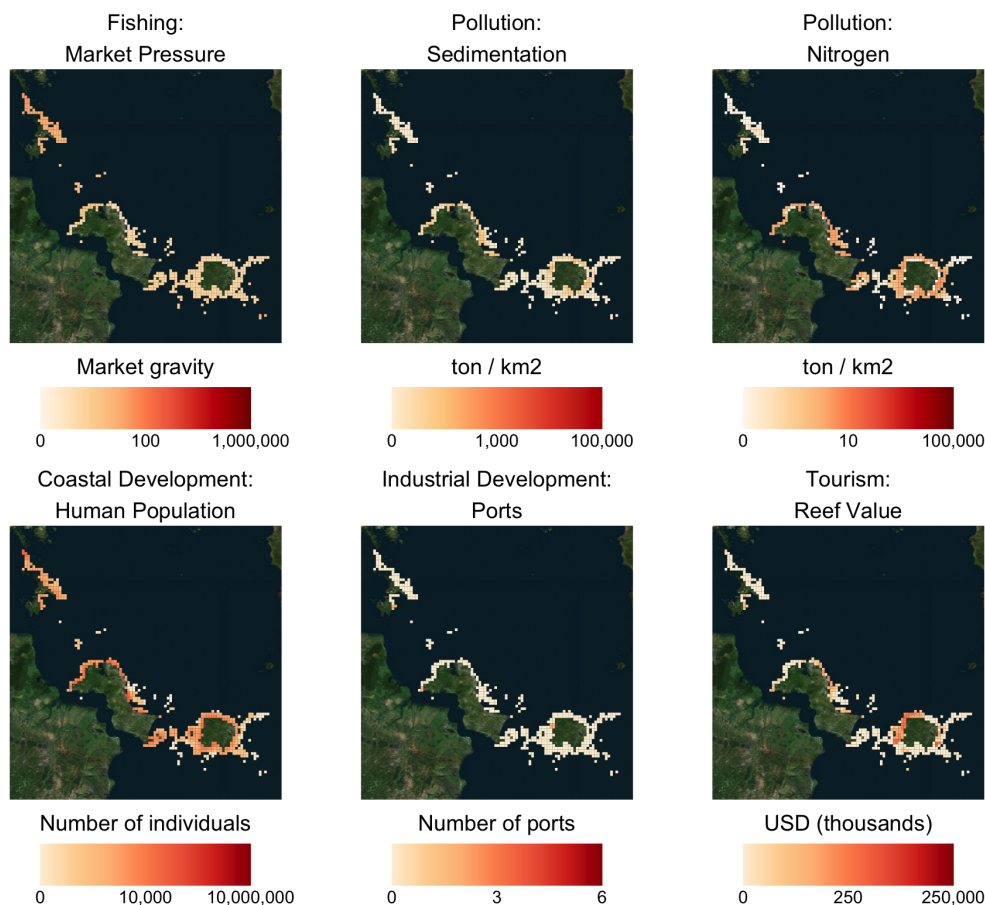 Fishing:
Market Pressure
Pollution:
Sedimentation
Pollution:
Nitrogen
Market gravity
0 100 1,000,000
ton / km2
0 1,000 100,000
ton / km2
0 10 100,000
Coastal Development:
Human Population
Industrial Development:
Ports
Tourism:
Reef Value
Number of individuals
0 10,000 10,000,000
Number of ports
0 3 6
USD (thousands)
0 250 250,000